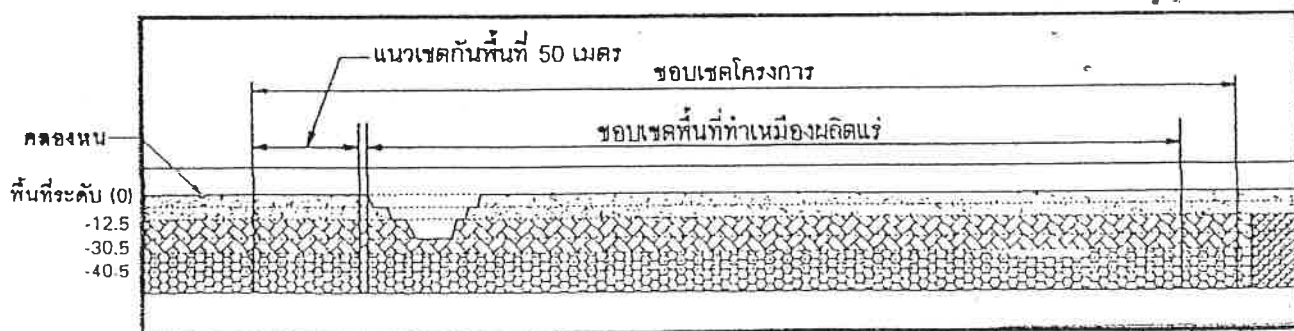 แนวเขตกันพื้นที่ 50 เมตร
ขอบเขตโครงการ
ขอบเขตพื้นที่ทำเหมืองผลิตแร่
คลองหน
พื้นที่ระดับ (0)
-12.5
-30.5
-40.5